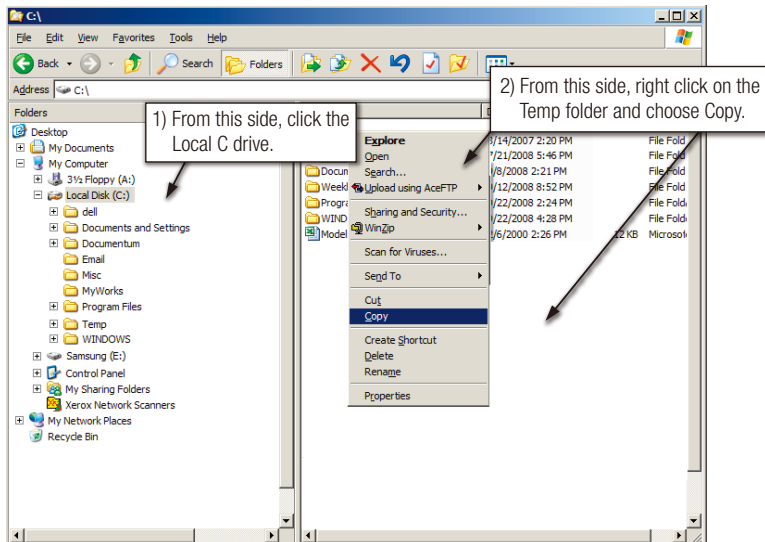 C:\
File Edit View Favorites Tools Help
Back Search Folders
Address C:\
Folders
1) From this side, click the
Local C drive.
2) From this side, right click on the
Temp folder and choose Copy.
Desktop
My Documents
My Computer
3½ Floppy (A:)
Local Disk (C:)
dell
Documents and Settings
Documentum
Email
Misc
MyWorks
Program Files
Temp
WINDOWS
Samsung (E:)
Control Panel
My Sharing Folders
Xerox Network Scanners
My Network Places
Recycle Bin
Explore
Open
Search...
Upload using AceFTP
Sharing and Security...
WinZip
Scan for Viruses...
Send To
Cut
Copy
Create Shortcut
Delete
Rename
Properties
/14/2007 2:20 PM File Fold
/21/2008 5:46 PM File Fold
Docum /8/2008 2:21 PM File Fold
Weekl /12/2008 8:52 PM File Fold
Progra /22/2008 2:24 PM File Fold
WIND /22/2008 4:28 PM File Fold
Model /6/2000 2:26 PM 12 KB Microsof